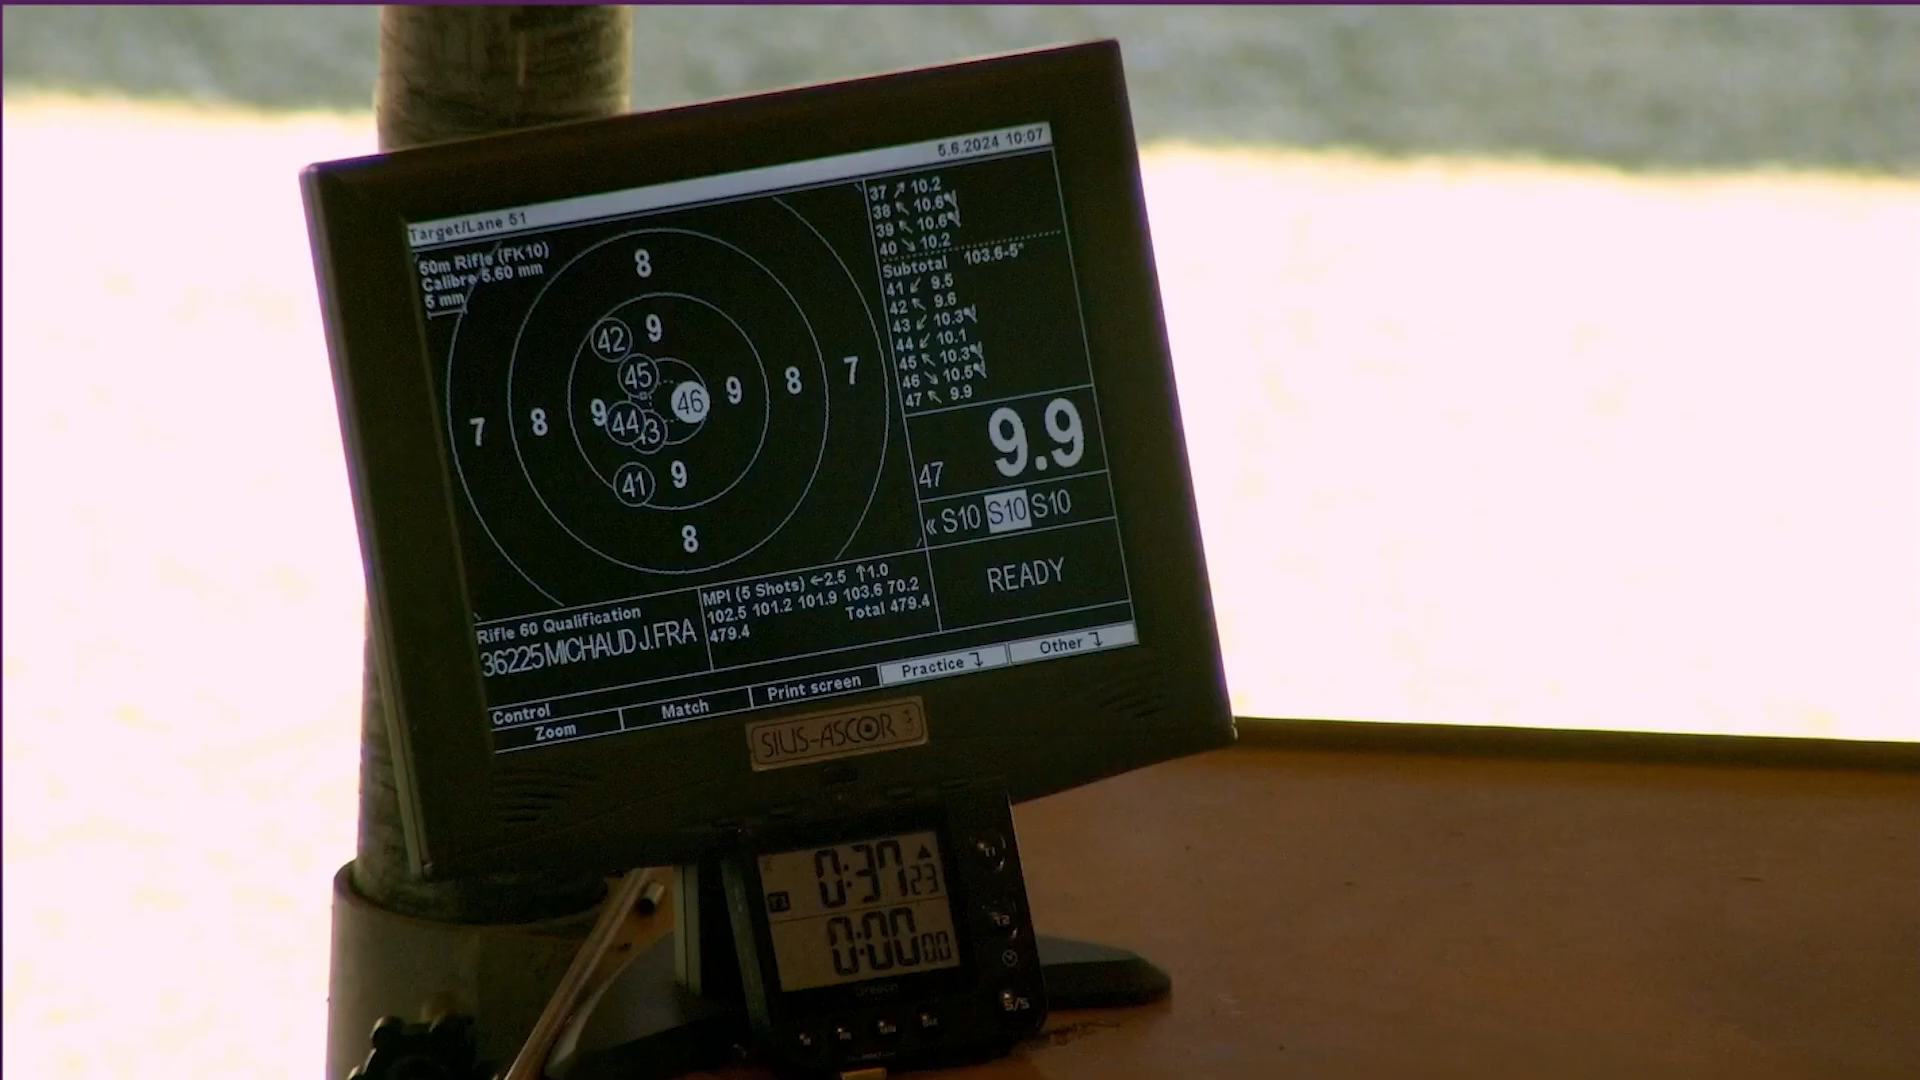 5.6.2024 10:07
Target/Lane 51
50m Rifle (FK10)
Calibre 5.60 mm
5 mm
8
9
42
45
7
8
9
44
43
46
9
8
7
41
9
8
37 ↗ 10.2
38 ↖ 10.6*
39 ↖ 10.6*
40 ↘ 10.2
Subtotal 103.6-5*
41 ↙ 9.5
42 ↖ 9.6
43 ↙ 10.3*
44 ↙ 10.1
45 ↖ 10.3*
46 ↘ 10.5*
47 ↖ 9.9
47 9.9
« S10 S10 S10
READY
Rifle 60 Qualification
36225 MICHAUD J. FRA
MPI (5 Shots) ←2.5 ↑1.0
102.5 101.2 101.9 103.6 70.2
479.4 Total 479.4
Control
Zoom Match Print screen Practice Other
SIUS-ASCOR
0:37 23
0:00 00
T1
T2
S/S